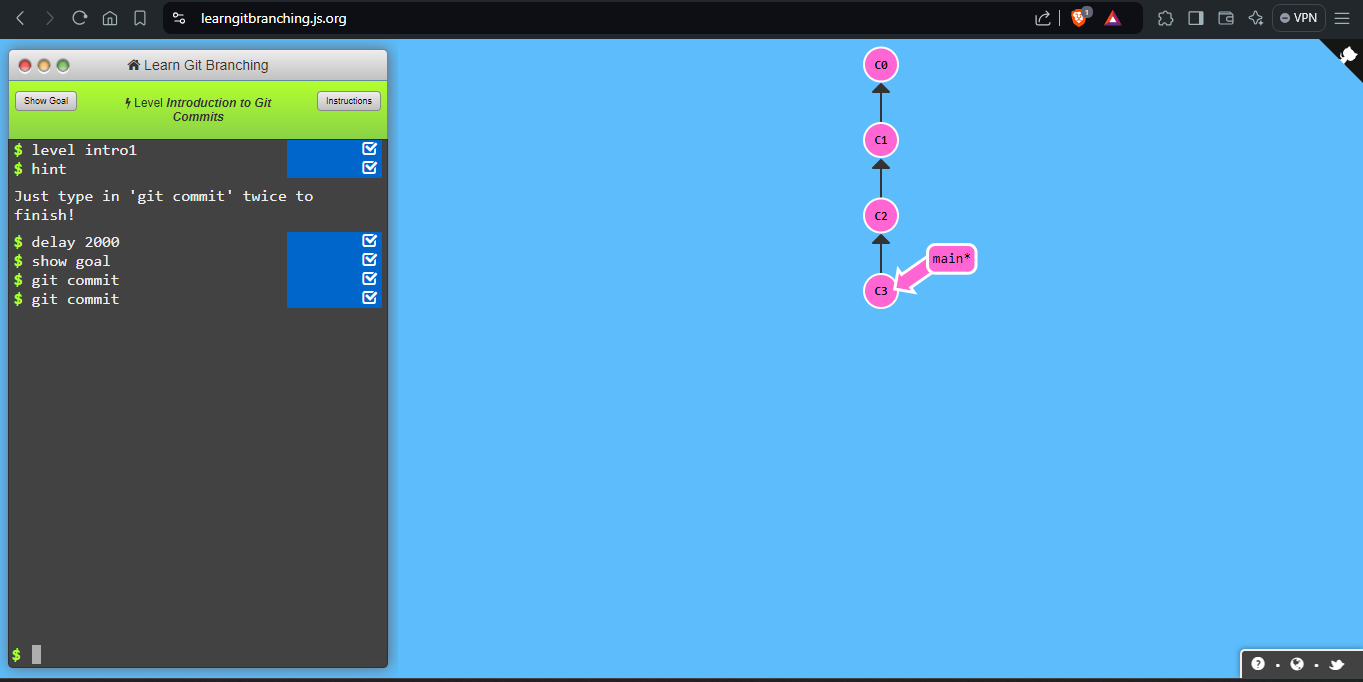 learngitbranching.js.org
1
VPN
Learn Git Branching
Show Goal
Level Introduction to Git
Commits
Instructions
$ level intro1
$ hint
Just type in 'git commit' twice to
finish!
$ delay 2000
$ show goal
$ git commit
$ git commit
$
C0
C1
C2
main*
C3
?